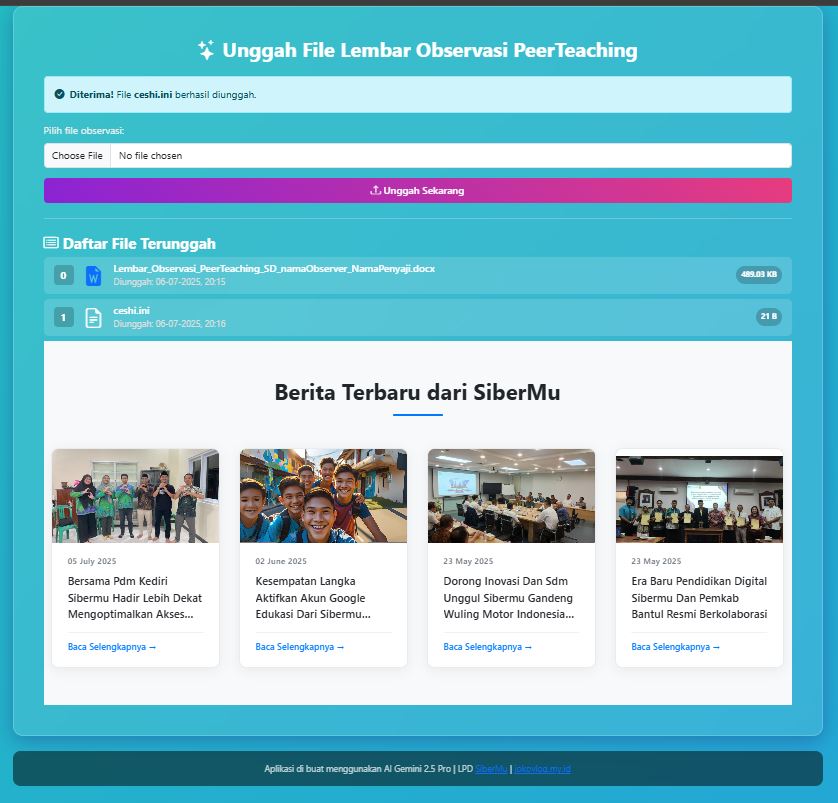 Unggah File Lembar Observasi PeerTeaching
Diterima! File ceshi.ini berhasil diunggah.
Pilih file observasi:
Choose File No file chosen
Unggah Sekarang
Daftar File Terunggah
0
Lembar_Observasi_PeerTeaching_SD_namaObserver_NamaPenyaji.docx
Diunggah: 06-07-2025, 20:15
489.03 KB
1
ceshi.ini
Diunggah: 06-07-2025, 20:16
21 B
Berita Terbaru dari SiberMu
05 July 2025
Bersama Pdm Kediri
Sibermu Hadir Lebih Dekat
Mengoptimalkan Akses...
Baca Selengkapnya →
02 June 2025
Kesempatan Langka
Aktifkan Akun Google
Edukasi Dari Sibermu...
Baca Selengkapnya →
23 May 2025
Dorong Inovasi Dan Sdm
Unggul Sibermu Gandeng
Wuling Motor Indonesia...
Baca Selengkapnya →
23 May 2025
Era Baru Pendidikan Digital
Sibermu Dan Pemkab
Bantul Resmi Berkolaborasi
Baca Selengkapnya →
Aplikasi di buat menggunakan AI Gemini 2.5 Pro | LPD SiberMu | jokovlog.my.id